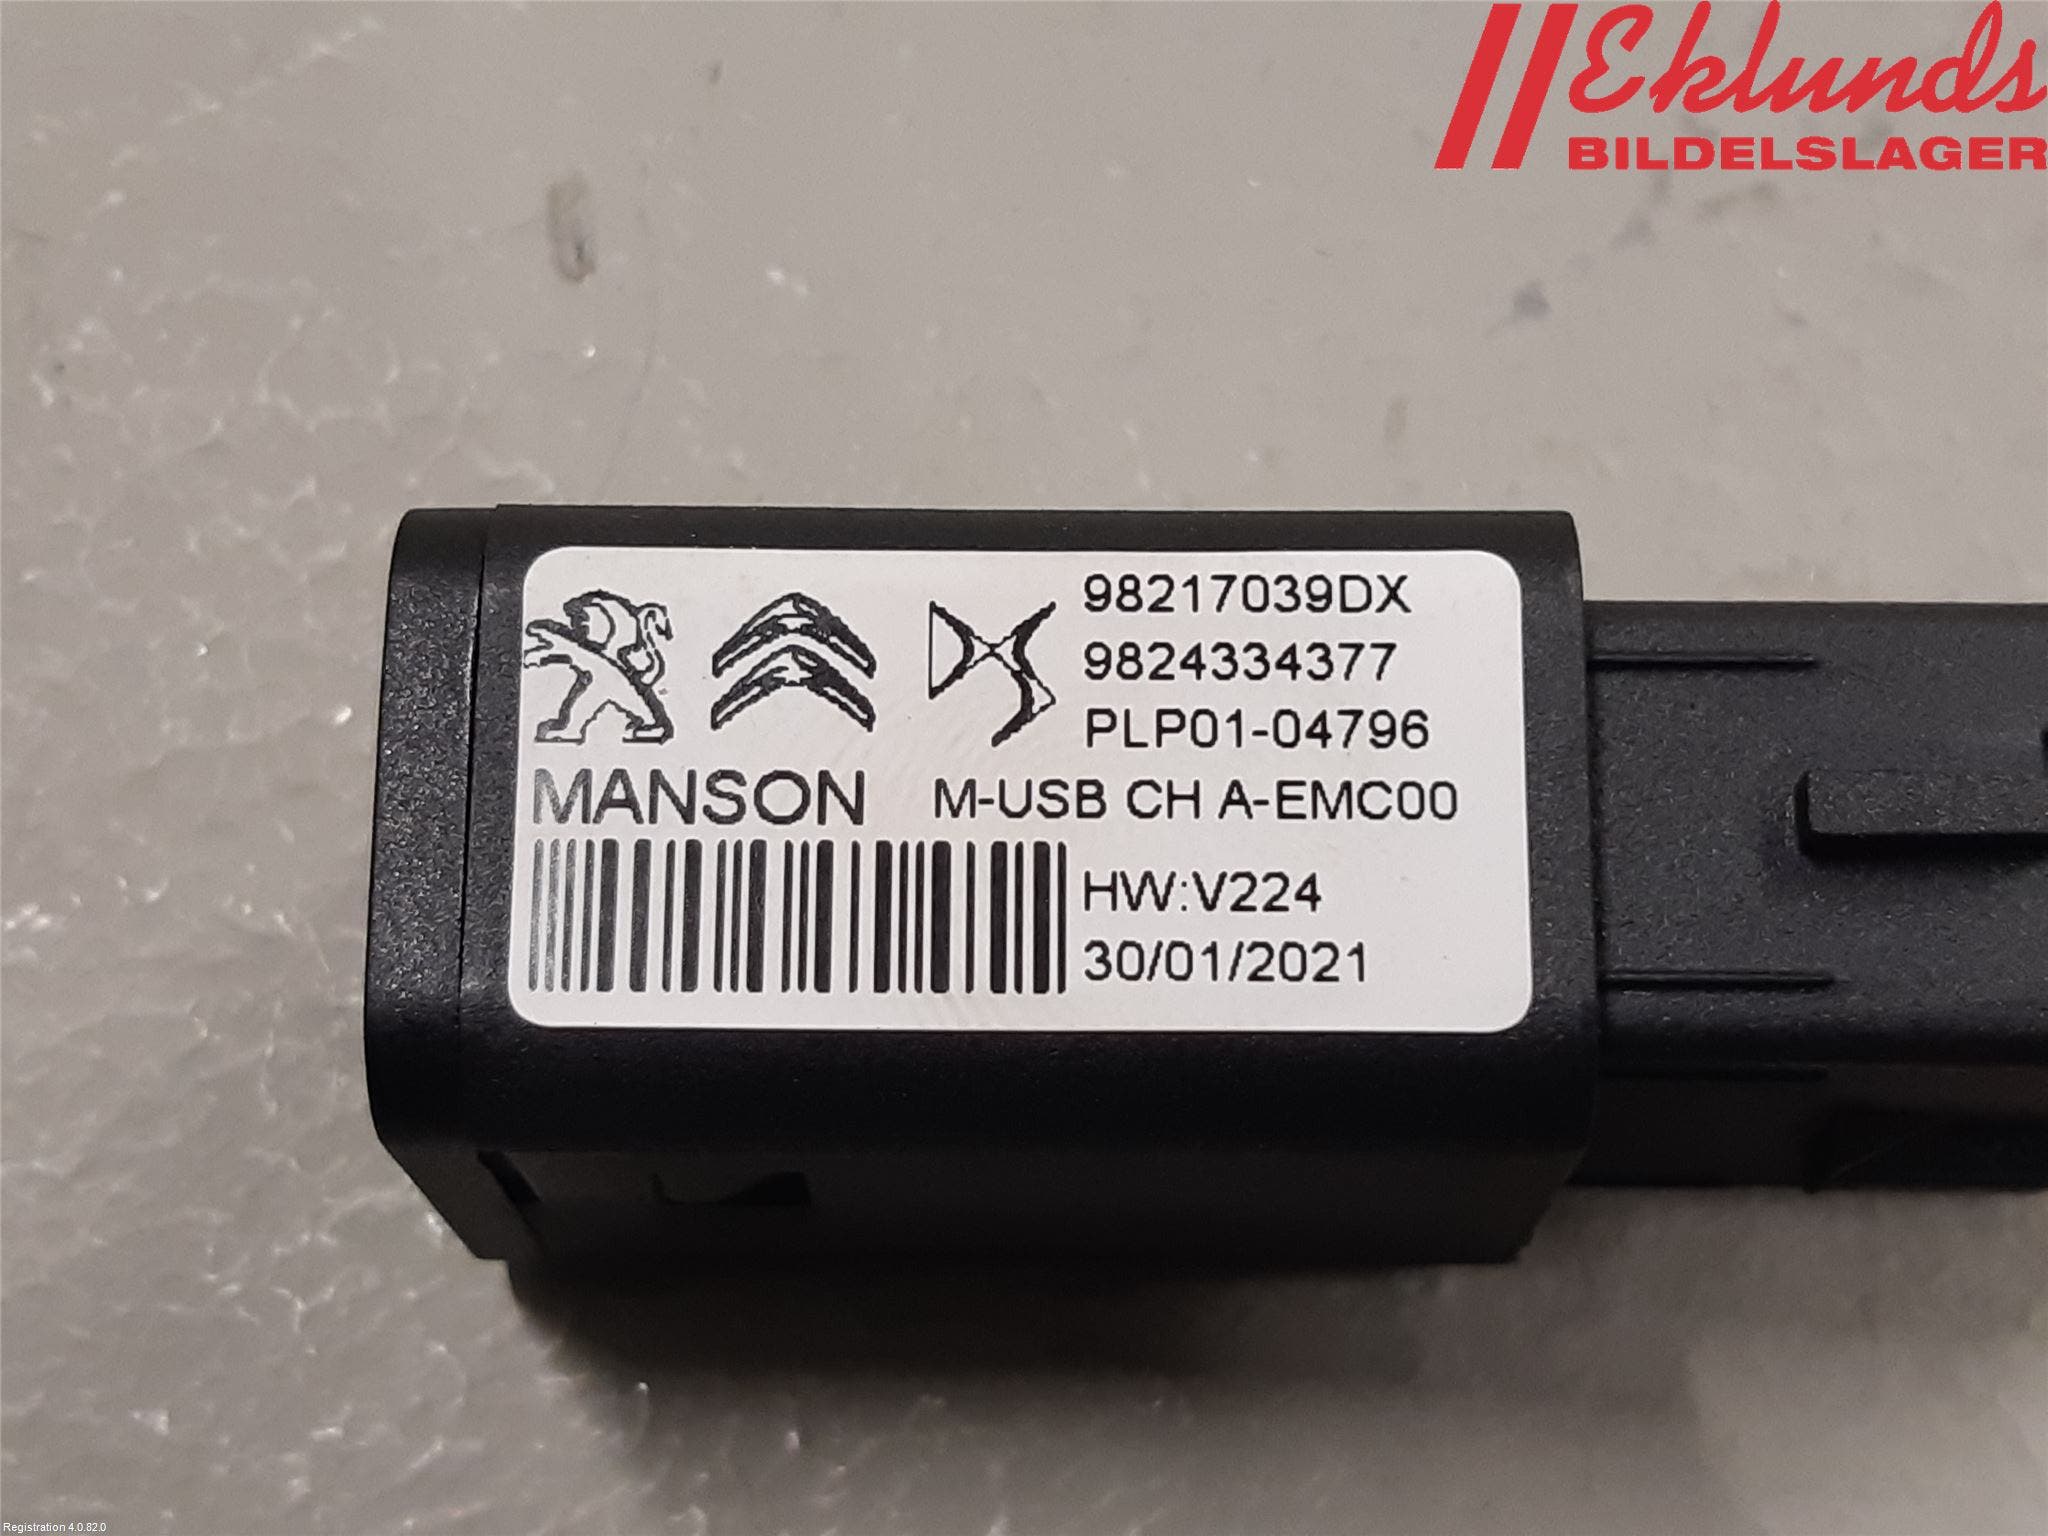 Eklunds
BILDELSLAGER
98217039DX
9824334377
PLP01-04796
MANSON M-USB CH A-EMC00
HW:V224
30/01/2021
Registration 4.0.82.0